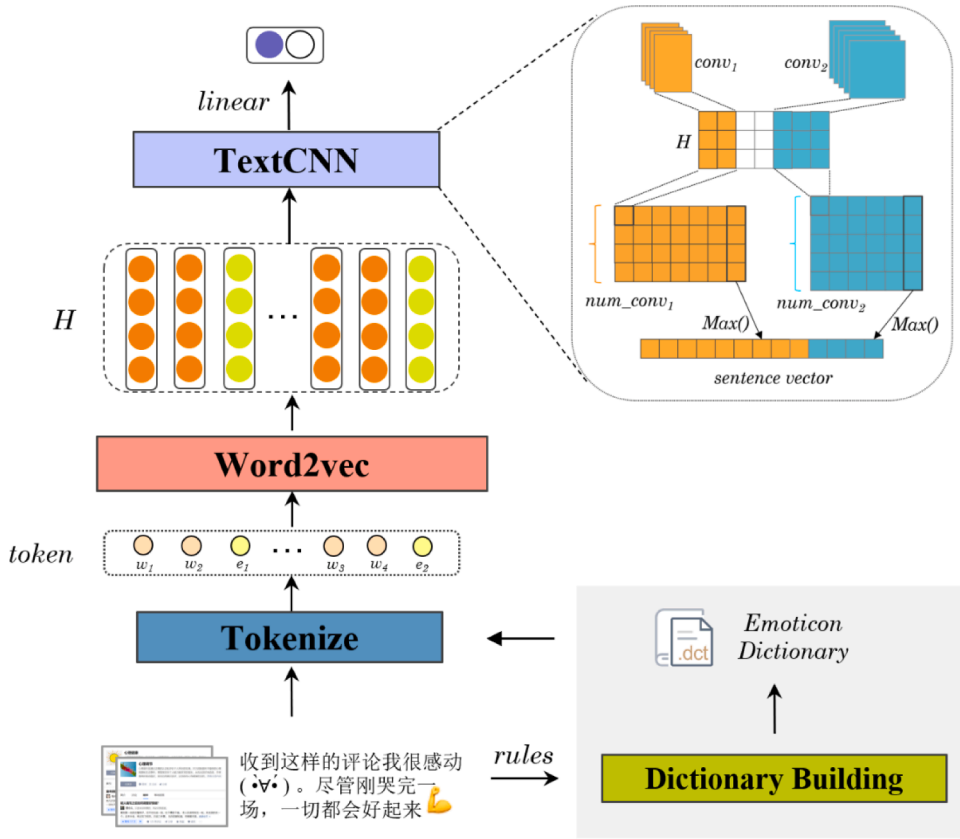 linear
TextCNN
conv1
conv2
H
num_conv1
num_conv2
Max()
Max()
sentence vector
H
...
Word2vec
token
...
w1 w2 e1 w3 w4 e2
Tokenize
.dct
Emoticon
Dictionary
收到这样的评论我很感动
(•̀∀•́)。尽管刚哭完一
场，一切都会好起来💪
rules
Dictionary Building